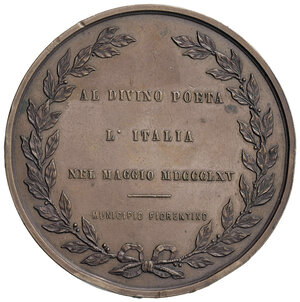 AL DIVINO POETA
L' ITALIA
NEL MAGGIO MDCCCLXV
MUNICIPIO FIORENTINO